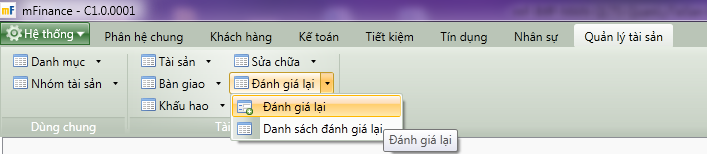 mF mFinance - C1.0.0001
Hệ thống Phân hệ chung Khách hàng Kế toán Tiết kiệm Tín dụng Nhân sự Quản lý tài sản
Danh mục Tài sản Sửa chữa
Nhóm tài sản Bàn giao Đánh giá lại
Khấu hao Đánh giá lại
Dùng chung Danh sách đánh giá lại
Đánh giá lại